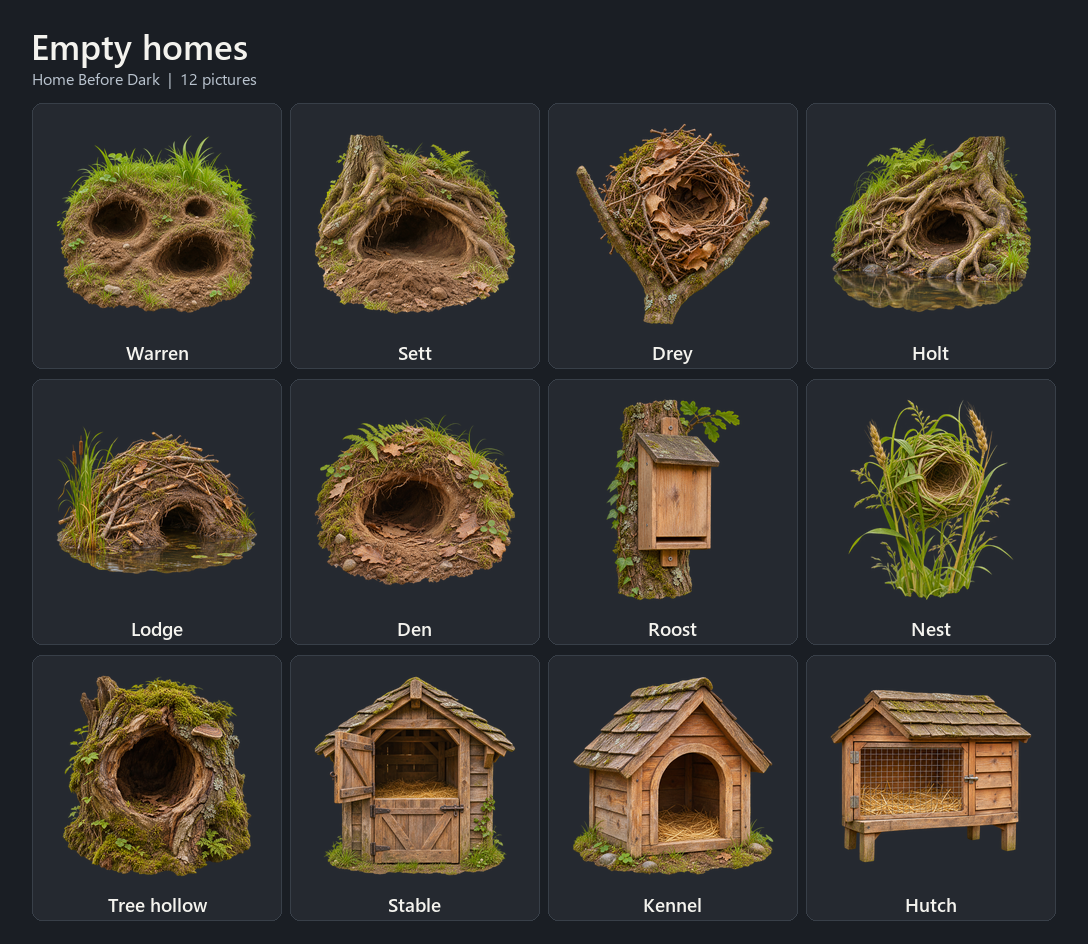 Empty homes
Home Before Dark | 12 pictures
Warren
Sett
Drey
Holt
Lodge
Den
Roost
Nest
Tree hollow
Stable
Kennel
Hutch